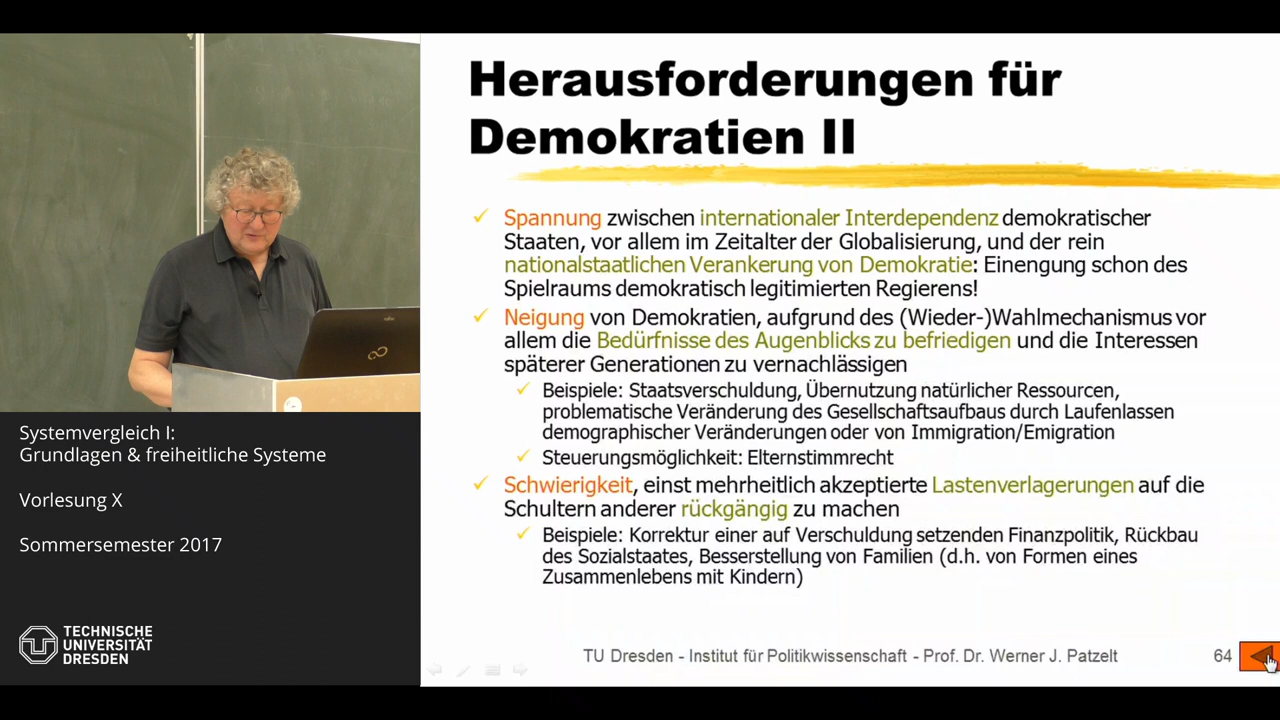 Herausforderungen für
Demokratien II
Spannung zwischen internationaler Interdependenz demokratischer
Staaten, vor allem im Zeitalter der Globalisierung, und der rein
nationalstaatlichen Verankerung von Demokratie: Einengung schon des
Spielraums demokratisch legitimierten Regierens!
Neigung von Demokratien, aufgrund des (Wieder-)Wahlmechanismus vor
allem die Bedürfnisse des Augenblicks zu befriedigen und die Interessen
späterer Generationen zu vernachlässigen
Beispiele: Staatsverschuldung, Übernutzung natürlicher Ressourcen,
problematische Veränderung des Gesellschaftsaufbaus durch Laufenlassen
demographischer Veränderungen oder von Immigration/Emigration
Steuerungsmöglichkeit: Elternstimmrecht
Schwierigkeit, einst mehrheitlich akzeptierte Lastenverlagerungen auf die
Schultern anderer rückgängig zu machen
Beispiele: Korrektur einer auf Verschuldung setzenden Finanzpolitik, Rückbau
des Sozialstaates, Besserstellung von Familien (d.h. von Formen eines
Zusammenlebens mit Kindern)
TU Dresden - Institut für Politikwissenschaft - Prof. Dr. Werner J. Patzelt
64
Systemvergleich I:
Grundlagen & freiheitliche Systeme
Vorlesung X
Sommersemester 2017
TECHNISCHE
UNIVERSITÄT
DRESDEN